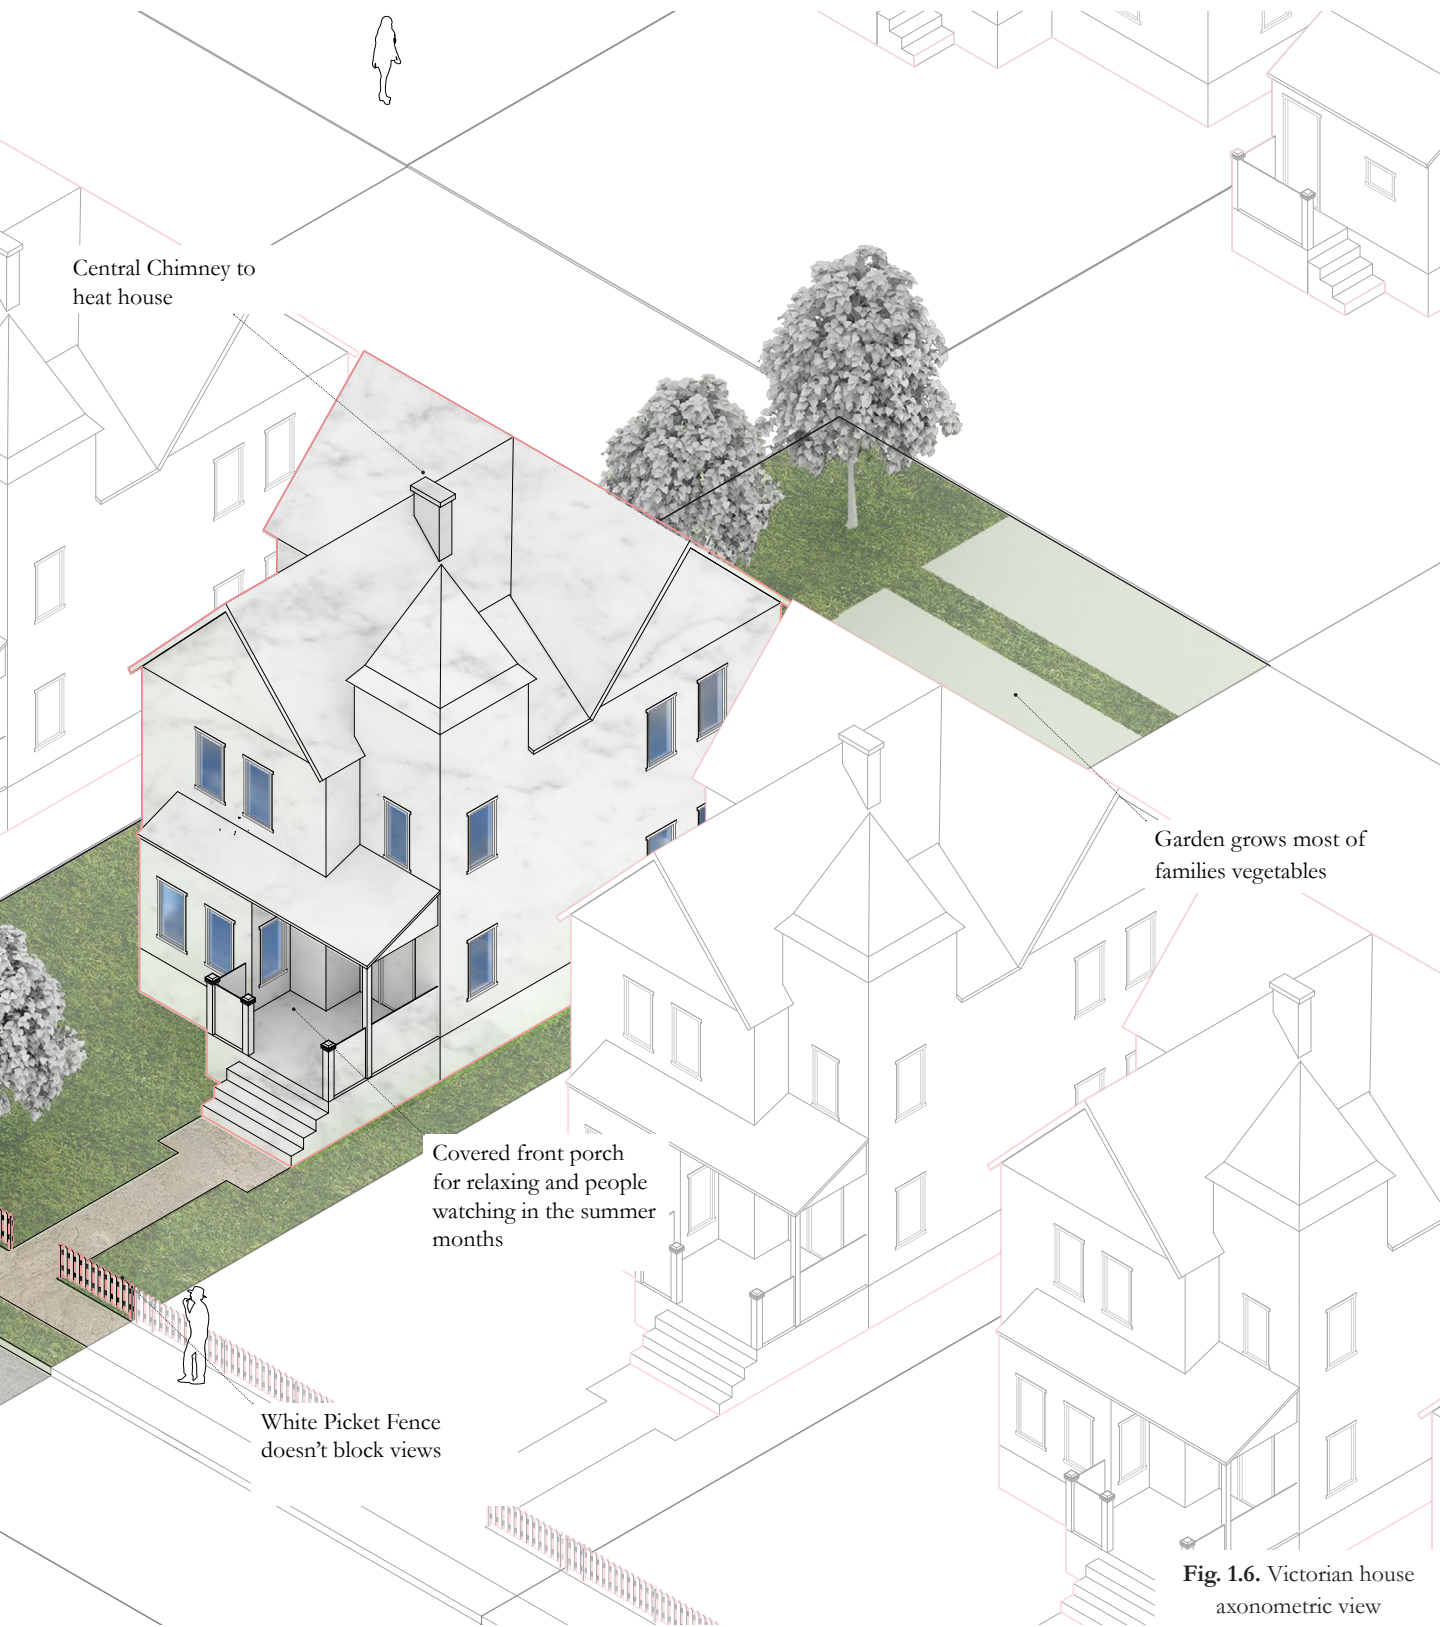 Central Chimney to
heat house
Garden grows most of
families vegetables
Covered front porch
for relaxing and people
watching in the summer
months
White Picket Fence
doesn’t block views
Fig. 1.6. Victorian house
axonometric view